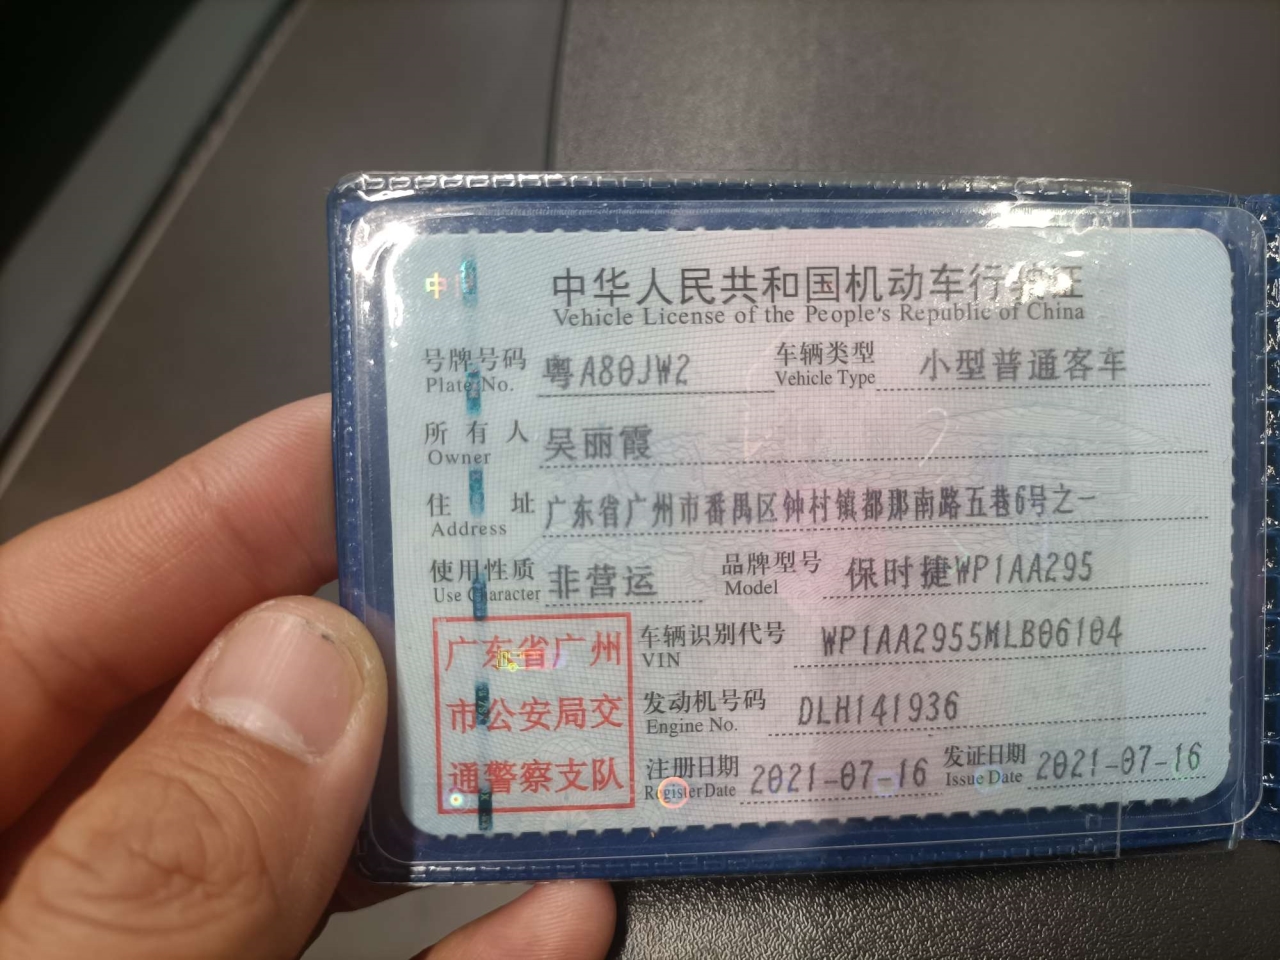 中华人民共和国机动车行驶证
Vehicle License of the People's Republic of China
号牌号码 粤A80JW2 车辆类型 小型普通客车
Plate No. Vehicle Type
所有人 吴丽霞
Owner
住址 广东省广州市番禺区钟村镇都那南路五巷6号之一
Address
使用性质 非营运 品牌型号 保时捷WP1AA295
Use Character Model
广东省广州 车辆识别代号 WP1AA2955MLB06104
VIN
市公安局交 发动机号码 DLH141936
Engine No.
通警察支队 注册日期 2021-07-16 发证日期 2021-07-16
Register Date Issue Date